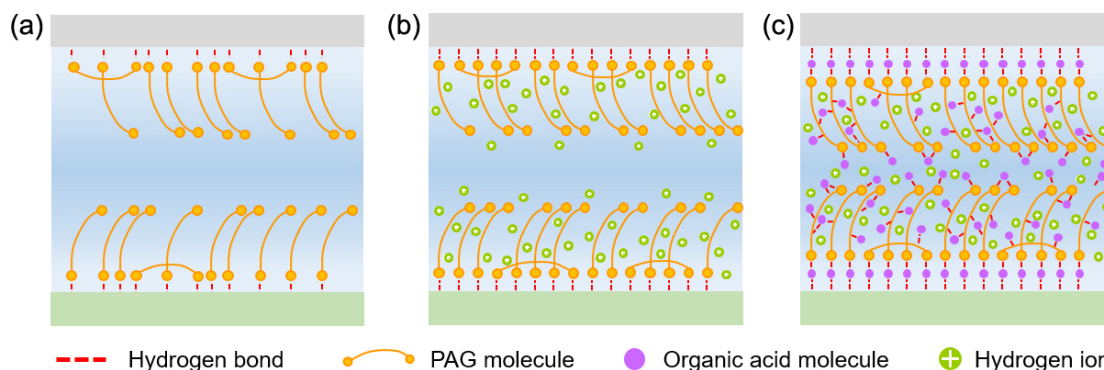 (a) (b) (c)
Hydrogen bond PAG molecule Organic acid molecule Hydrogen ion